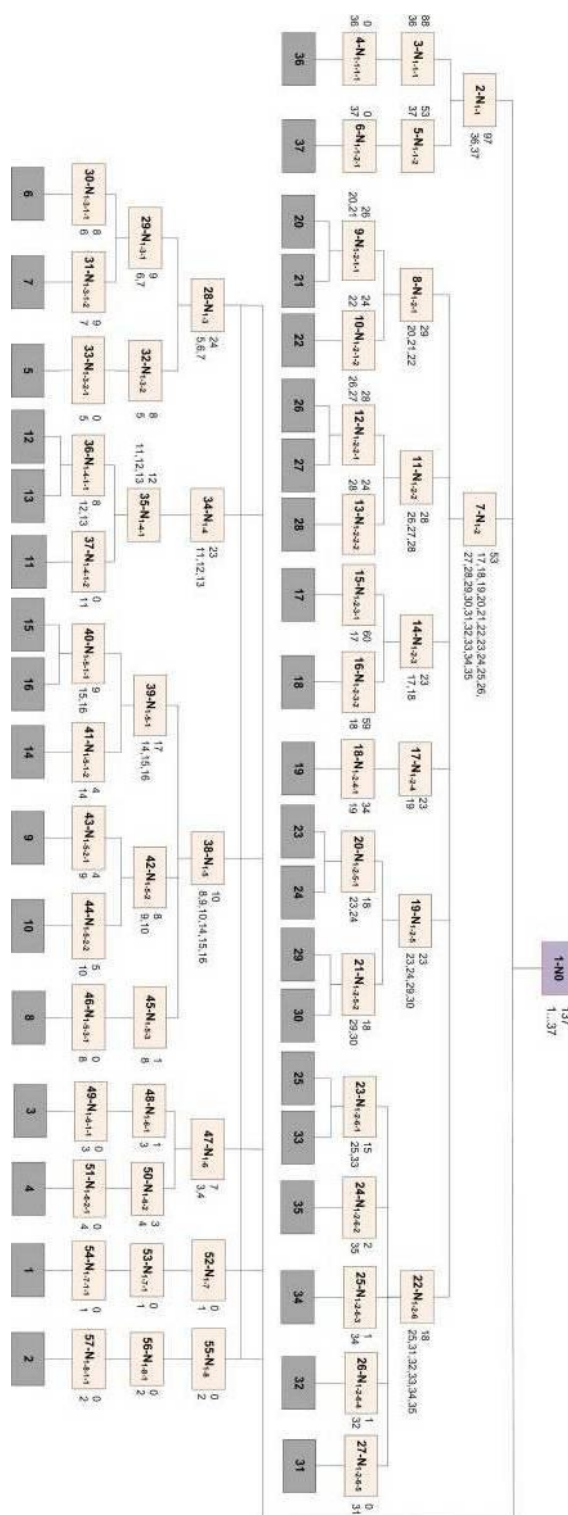 137
1...37
1-N0
97
36,37
2-N1-1
53
17,18,19,20,21,22,23,24,25,26,
27,28,29,30,31,32,33,34,35
7-N1-2
88
36
3-N1-1-1
53
37
5-N1-1-2
29
20,21,22
8-N1-2-1
28
26,27,28
11-N1-2-2
23
17,18
14-N1-2-3
23
19
17-N1-2-4
23
23,24,29,30
19-N1-2-5
18
25,31,32,33,34,35
22-N1-2-6
0
36
4-N1-1-1-1
0
37
6-N1-1-2-1
26
20,21
9-N1-2-1-1
24
22
10-N1-2-1-2
28
26,27
12-N1-2-2-1
24
28
13-N1-2-2-2
60
17
15-N1-2-3-1
59
18
16-N1-2-3-2
34
19
18-N1-2-4-1
18
23,24
20-N1-2-5-1
18
29,30
21-N1-2-5-2
15
25,33
23-N1-2-6-1
2
35
24-N1-2-6-2
1
34
25-N1-2-6-3
1
32
26-N1-2-6-4
0
31
27-N1-2-6-5
36
37
20
21
22
26
27
28
17
18
19
23
24
29
30
25
33
35
34
32
31
24
5,6,7
28-N1-3
23
11,12,13
34-N1-4
10
8,9,10,14,15,16
38-N1-5
7
3,4
47-N1-6
0
1
52-N1-7
0
2
55-N1-8
9
6,7
29-N1-3-1
8
5
32-N1-3-2
12
11,12,13
35-N1-4-1
17
14,15,16
39-N1-5-1
8
9,10
42-N1-5-2
1
8
45-N1-5-3
1
3
48-N1-6-1
3
4
50-N1-6-2
0
1
53-N1-7-1
0
2
56-N1-8-1
8
6
30-N1-3-1-1
9
7
31-N1-3-1-2
0
5
33-N1-3-2-1
8
12,13
36-N1-4-1-1
0
11
37-N1-4-1-2
9
15,16
40-N1-5-1-1
4
14
41-N1-5-1-2
4
9
43-N1-5-2-1
5
10
44-N1-5-2-2
0
8
46-N1-5-3-1
0
3
49-N1-6-1-1
0
4
51-N1-6-2-1
0
1
54-N1-7-1-1
0
2
57-N1-8-1-1
6
7
5
12
13
11
15
16
14
9
10
8
3
4
1
2